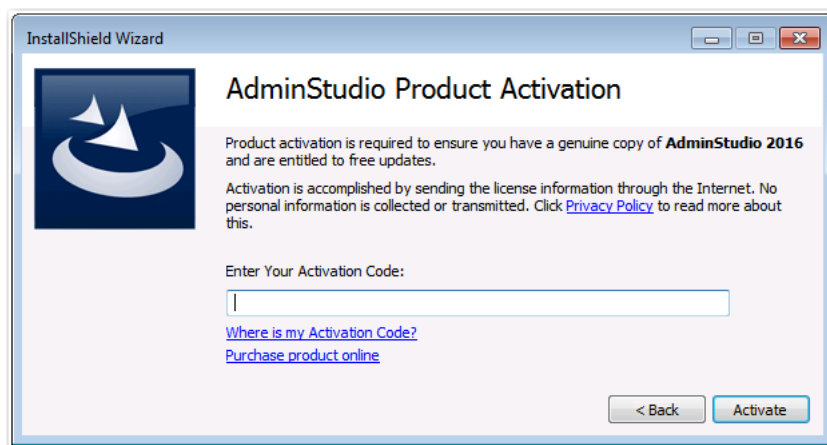 InstallShield Wizard
AdminStudio Product Activation
Product activation is required to ensure you have a genuine copy of AdminStudio 2016
and are entitled to free updates.
Activation is accomplished by sending the license information through the Internet. No
personal information is collected or transmitted. Click Privacy Policy to read more about
this.
Enter Your Activation Code:
Where is my Activation Code?
Purchase product online
< Back Activate